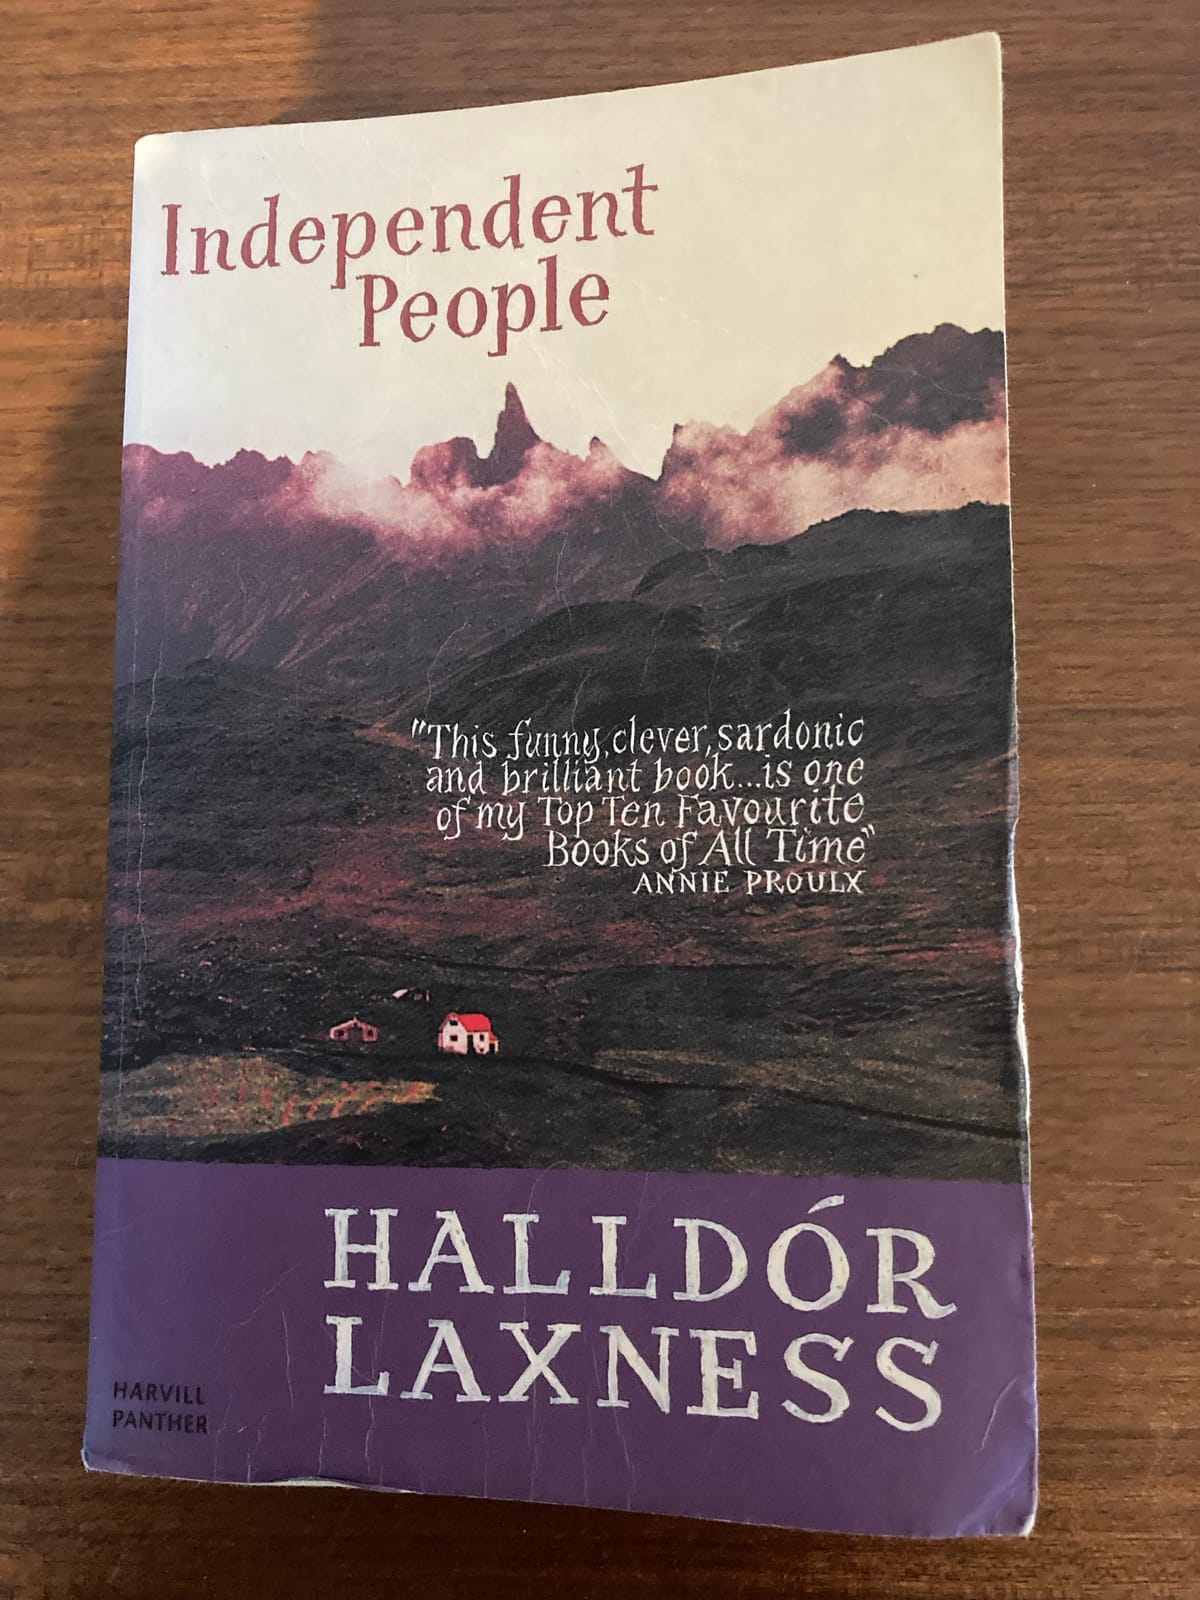 Independent
People
"This funny, clever, sardonic
and brilliant book...is one
of my Top Ten Favourite
Books of All Time"
ANNIE PROULX
HALLDÓR
LAXNESS
HARVILL
PANTHER